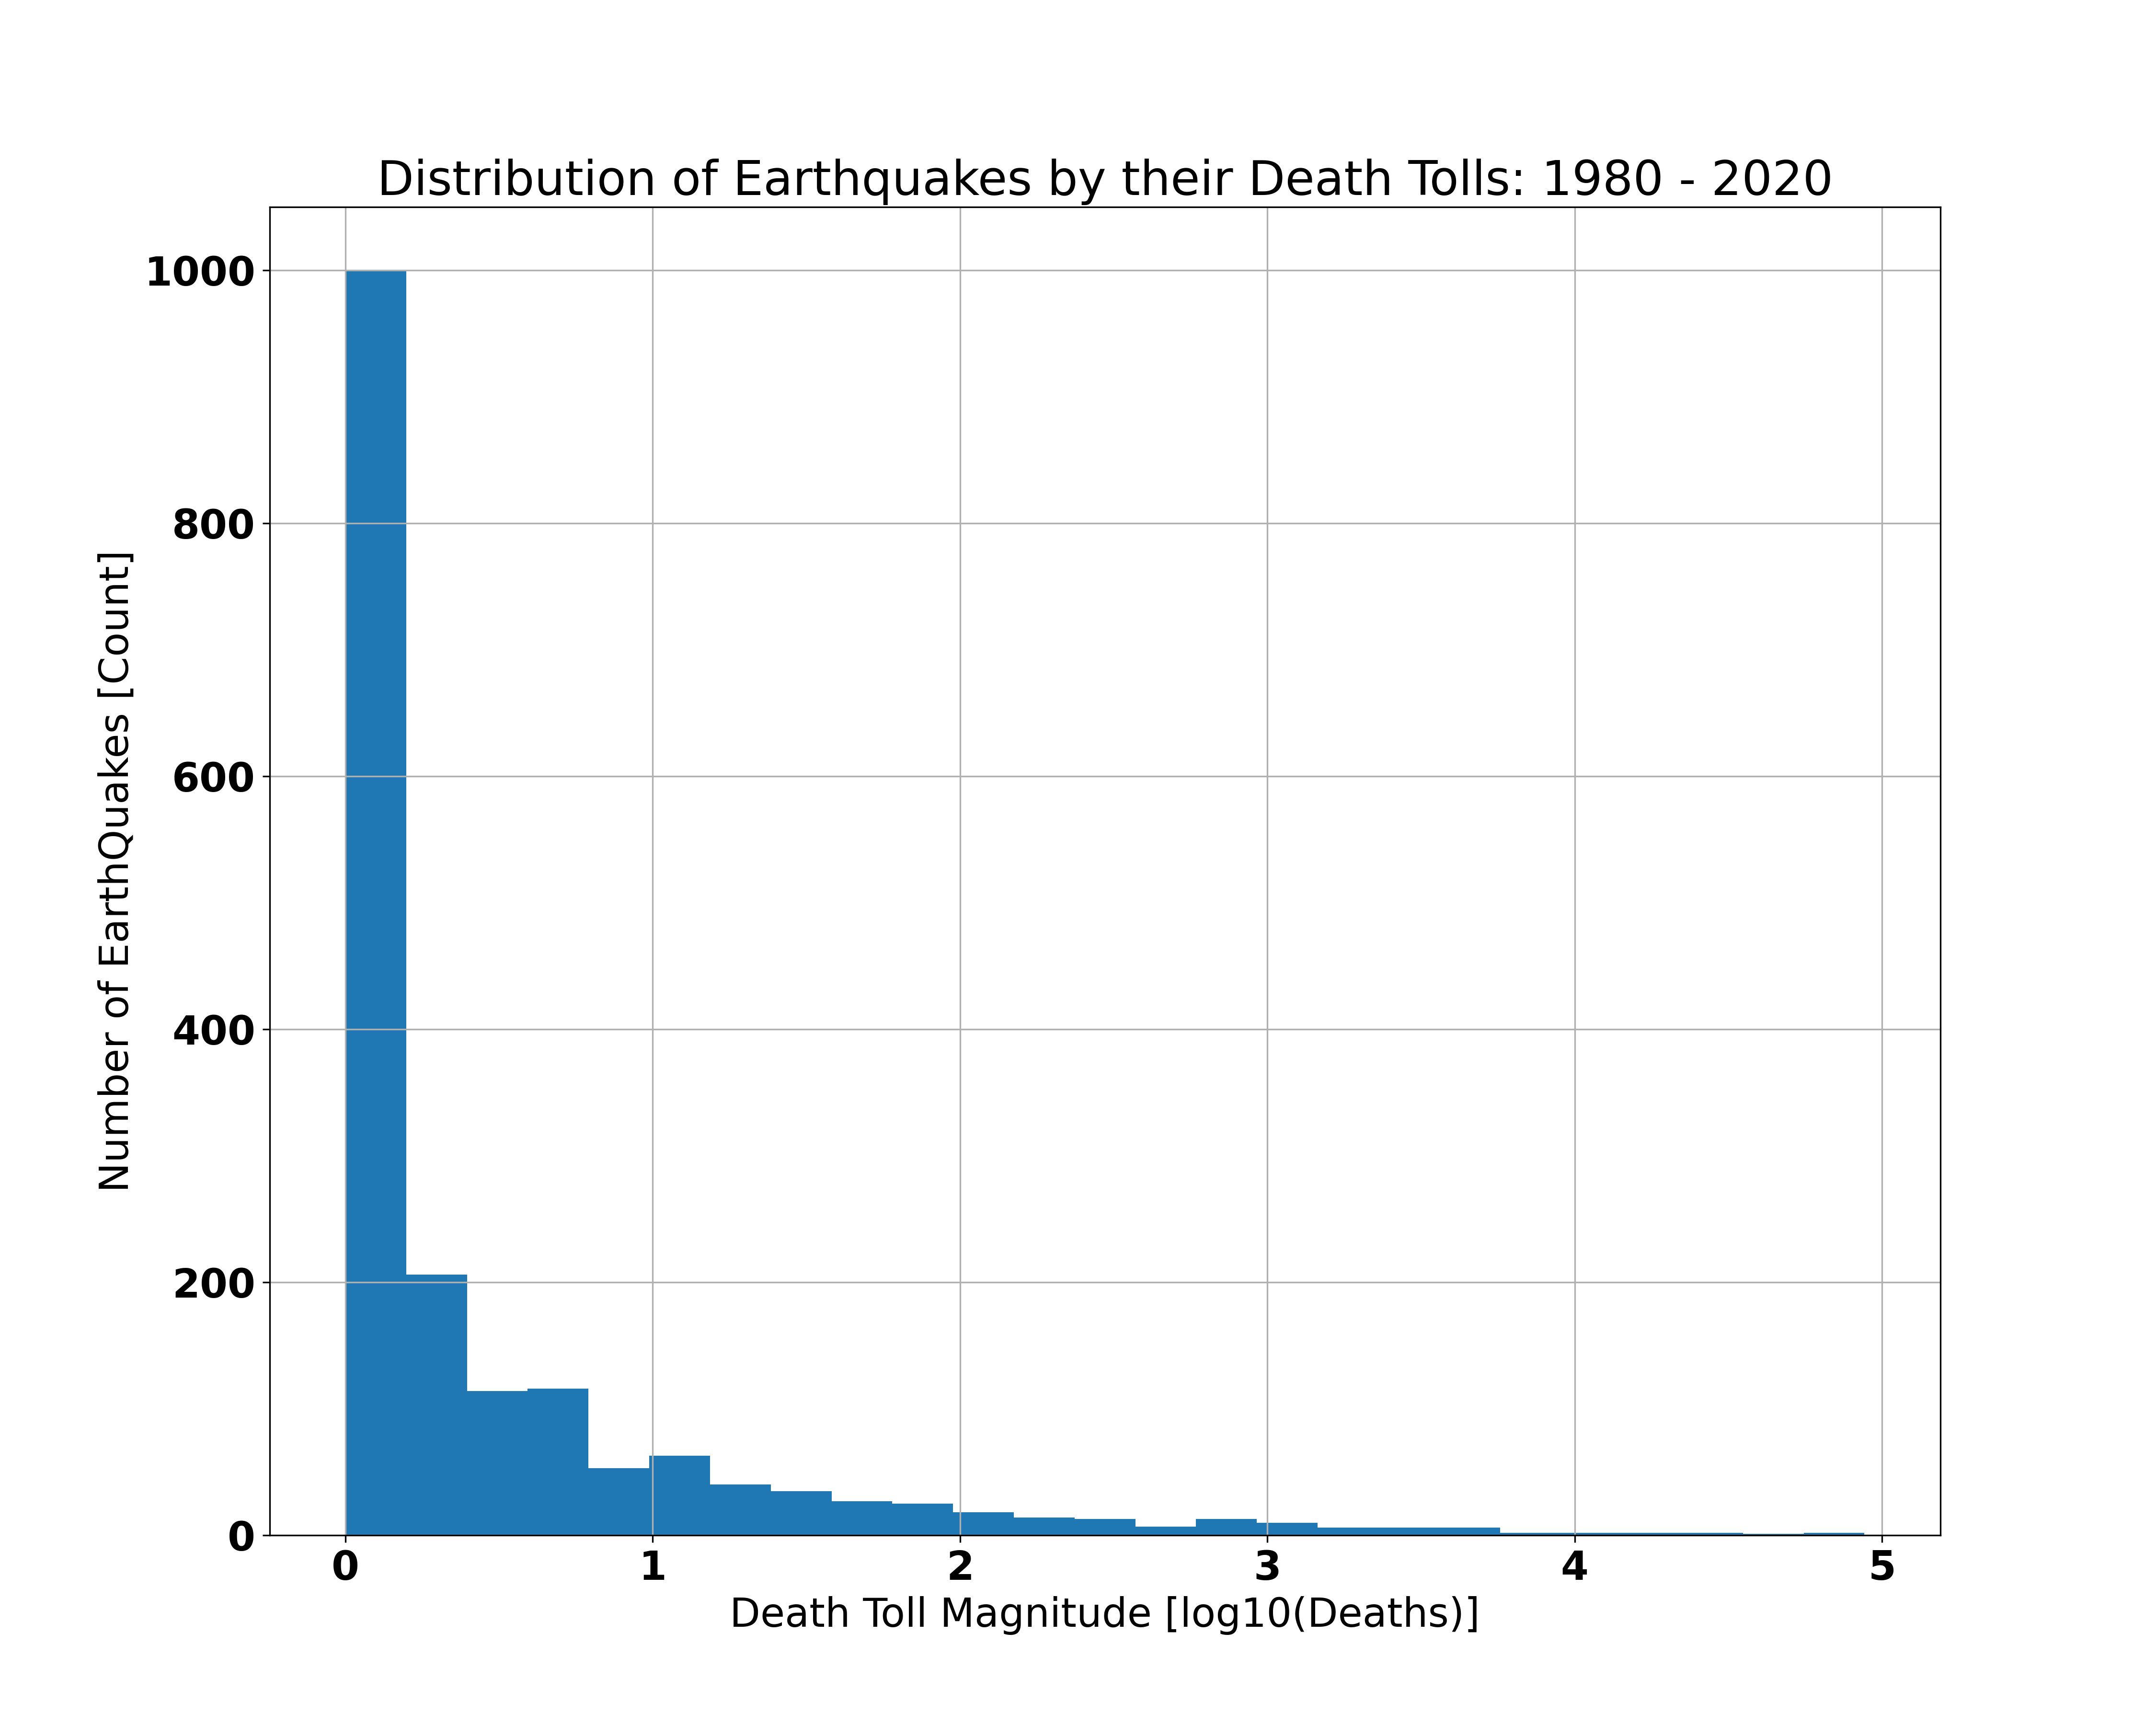 Distribution of Earthquakes by their Death Tolls: 1980 - 2020
Number of EarthQuakes [Count]
1000
800
600
400
200
0
0 1 2 3 4 5
Death Toll Magnitude [log10(Deaths)]